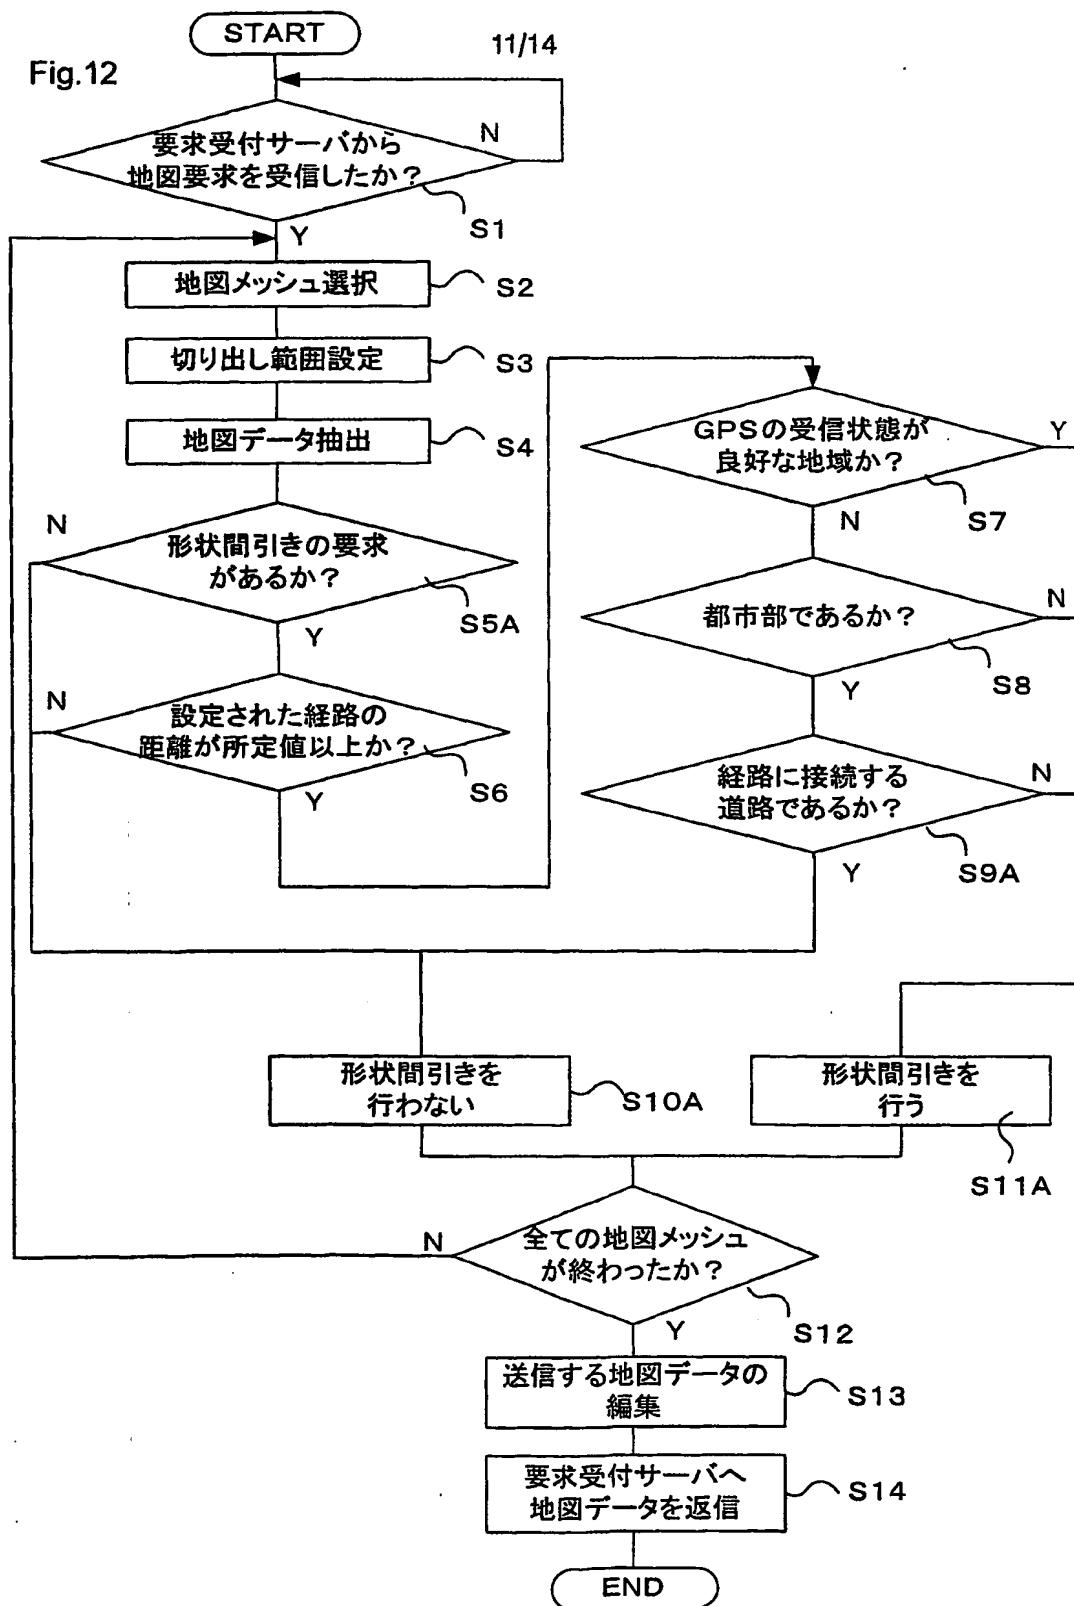 START
11/14
Fig.12
要求受付サーバから
地図要求を受信したか？
N
S1
Y
地図メッシュ選択
S2
切り出し範囲設定
S3
地図データ抽出
S4
N
形状間引きの要求
があるか？
S5A
Y
N
設定された経路の
距離が所定値以上か？
S6
Y
GPSの受信状態が
良好な地域か？
Y
S7
N
都市部であるか？
N
S8
Y
経路に接続する
道路であるか？
N
S9A
Y
形状間引きを
行わない
S10A
形状間引きを
行う
S11A
N
全ての地図メッシュ
が終わったか？
S12
Y
送信する地図データの
編集
S13
要求受付サーバへ
地図データを返信
S14
END